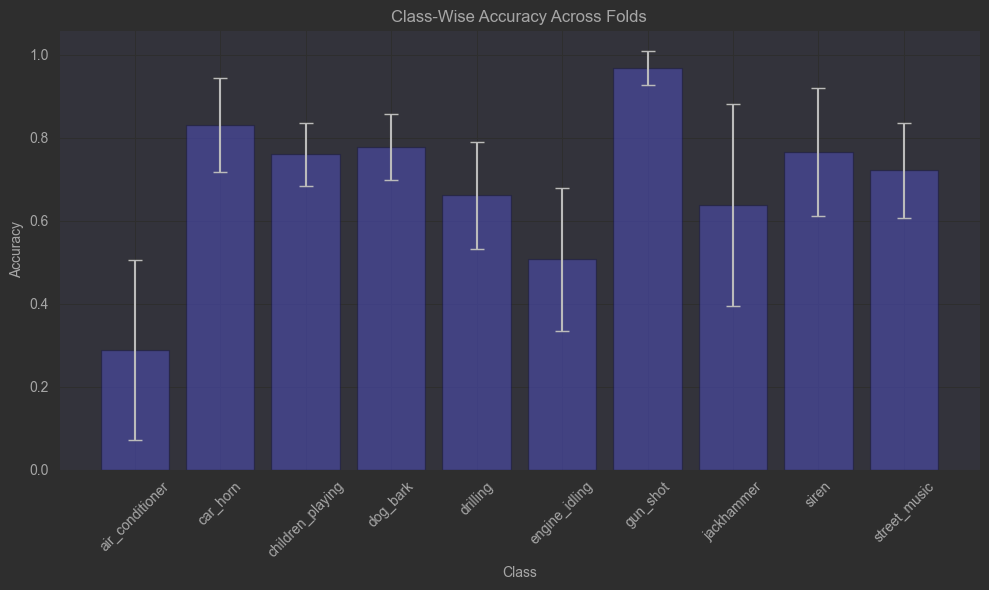 Class-Wise Accuracy Across Folds
Accuracy
1.0
0.8
0.6
0.4
0.2
0.0
air_conditioner
car_horn
children_playing
dog_bark
drilling
engine_idling
gun_shot
jackhammer
siren
street_music
Class